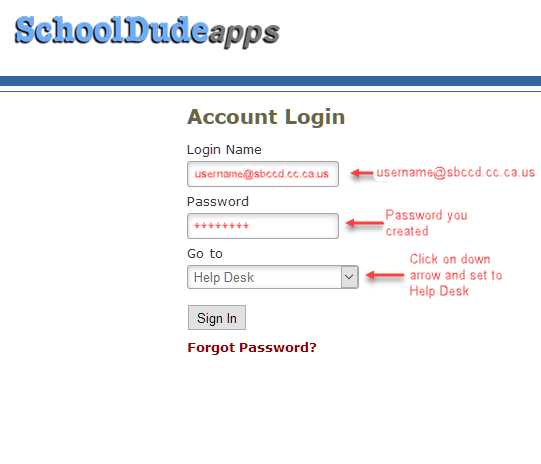 SchoolDudeapps
Account Login
Login Name
username@sbccd.cc.ca.us
username@sbccd.cc.ca.us
Password
********
Password you
created
Go to
Help Desk
Click on down
arrow and set to
Help Desk
Sign In
Forgot Password?